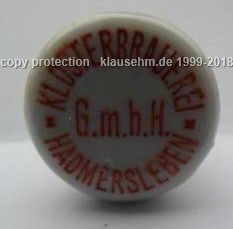 copy protection klausehm.de 1999-2018
* KLOSTERBRAUEREI *
G.m.b.H.
HADMERSLEBEN